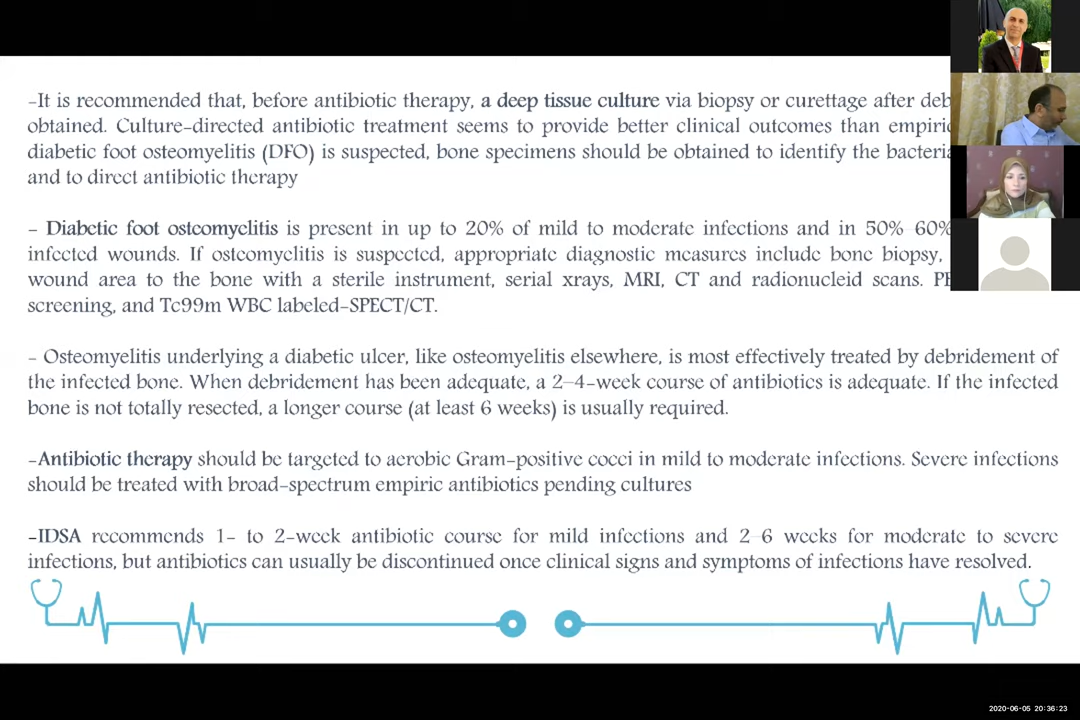 -It is recommended that, before antibiotic therapy, a deep tissue culture via biopsy or curettage after deb
obtained. Culture-directed antibiotic treatment seems to provide better clinical outcomes than empiric
diabetic foot osteomyelitis (DFO) is suspected, bone specimens should be obtained to identify the bacteria
and to direct antibiotic therapy
- Diabetic foot osteomyelitis is present in up to 20% of mild to moderate infections and in 50% 60%
infected wounds. If osteomyelitis is suspected, appropriate diagnostic measures include bone biopsy,
wound area to the bone with a sterile instrument, serial xrays, MRI, CT and radionucleid scans. PE
screening, and Tc99m WBC labeled-SPECT/CT.
- Osteomyelitis underlying a diabetic ulcer, like osteomyelitis elsewhere, is most effectively treated by debridement of
the infected bone. When debridement has been adequate, a 2-4-week course of antibiotics is adequate. If the infected
bone is not totally resected, a longer course (at least 6 weeks) is usually required.
-Antibiotic therapy should be targeted to aerobic Gram-positive cocci in mild to moderate infections. Severe infections
should be treated with broad-spectrum empiric antibiotics pending cultures
-IDSA recommends 1- to 2-week antibiotic course for mild infections and 2-6 weeks for moderate to severe
infections, but antibiotics can usually be discontinued once clinical signs and symptoms of infections have resolved.
2020-06-05 20:36:23